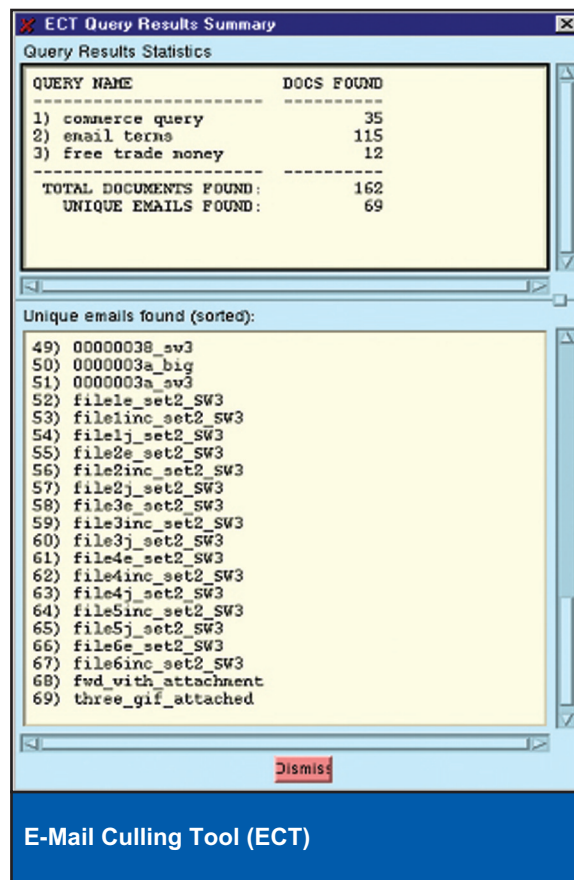 ECT Query Results Summary
Query Results Statistics
QUERY NAME DOCS FOUND
----------------------- ----------
1) commerce query 35
2) email terms 115
3) free trade money 12
----------------------- ----------
TOTAL DOCUMENTS FOUND: 162
UNIQUE EMAILS FOUND: 69
Unique emails found (sorted):
49) 00000038_sw3
50) 0000003a_big
51) 0000003a_sw3
52) file1e_set2_SW3
53) file1inc_set2_SW3
54) file1j_set2_SW3
55) file2e_set2_SW3
56) file2inc_set2_SW3
57) file2j_set2_SW3
58) file3e_set2_SW3
59) file3inc_set2_SW3
60) file3j_set2_SW3
61) file4e_set2_SW3
62) file4inc_set2_SW3
63) file4j_set2_SW3
64) file5inc_set2_SW3
65) file5j_set2_SW3
66) file6e_set2_SW3
67) file6inc_set2_SW3
68) fwd_with_attachment
69) three_gif_attached
Dismiss
E-Mail Culling Tool (ECT)